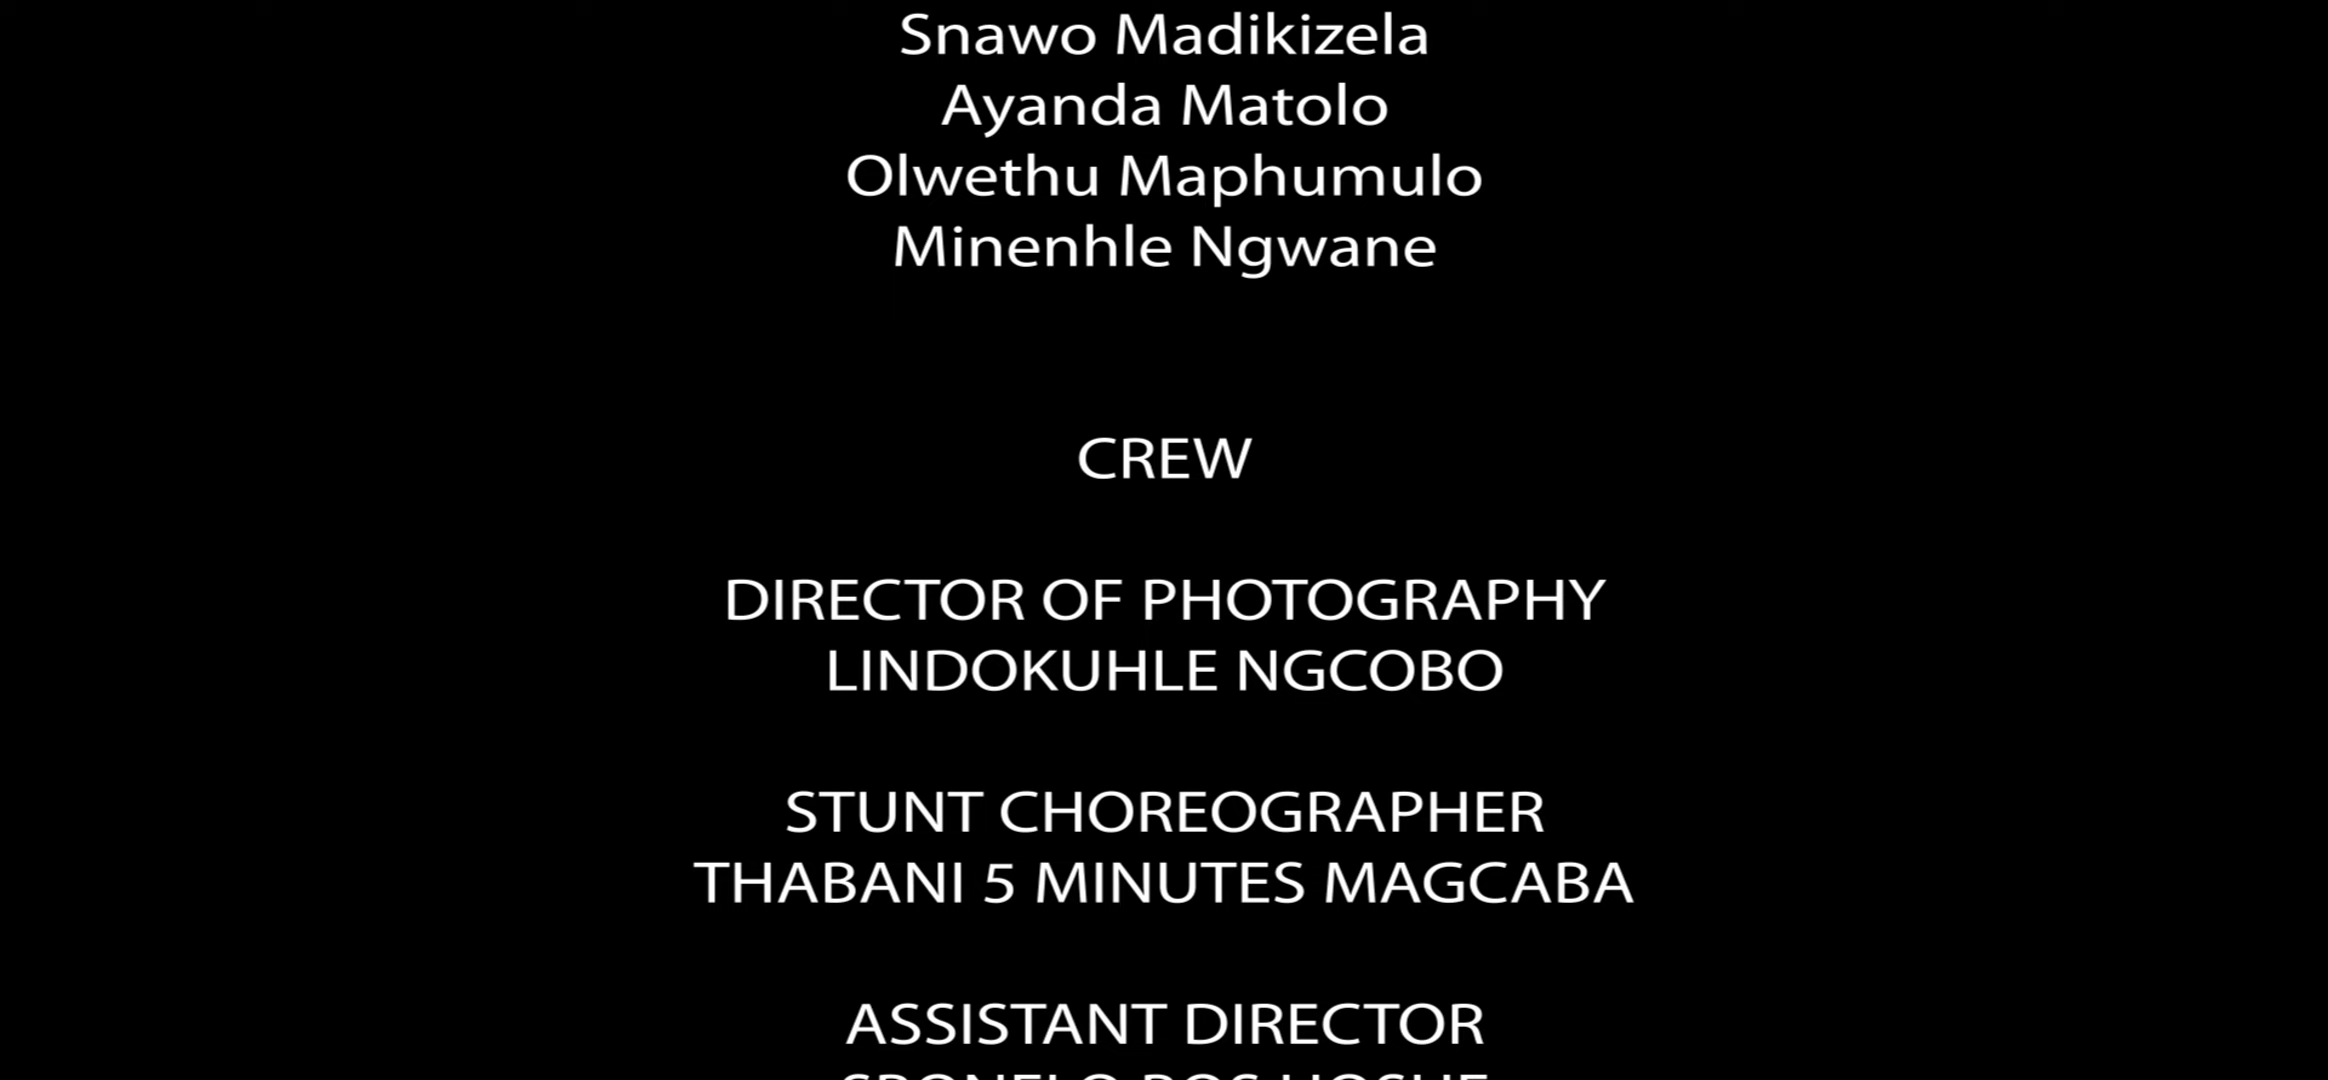 Snawo Madikizela
Ayanda Matolo
Olwethu Maphumulo
Minenhle Ngwane
CREW
DIRECTOR OF PHOTOGRAPHY
LINDOKUHLE NGCOBO
STUNT CHOREOGRAPHER
THABANI 5 MINUTES MAGCABA
ASSISTANT DIRECTOR